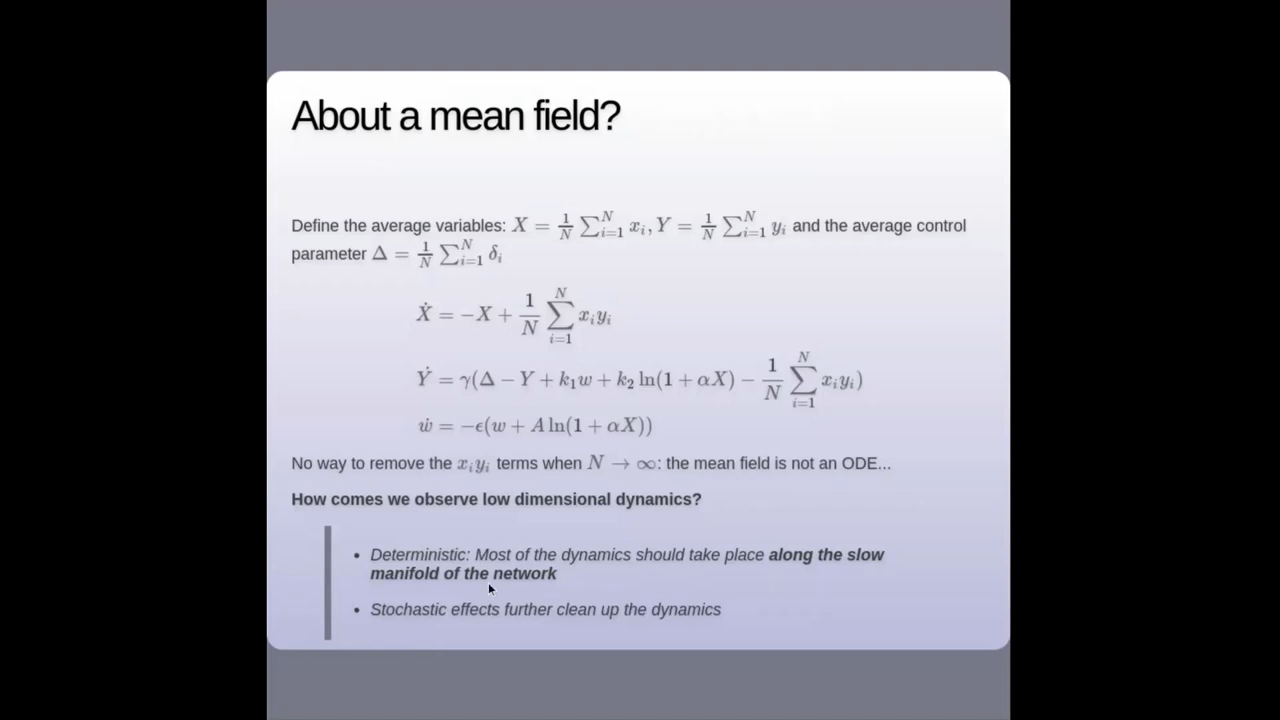 About a mean field?
Define the average variables: X = 1/N ∑_{i=1}^{N} x_i, Y = 1/N ∑_{i=1}^{N} y_i and the average control
parameter Δ = 1/N ∑_{i=1}^{N} δ_i
Ẋ = −X + 1/N ∑_{i=1}^{N} x_i y_i
Ẏ = γ(Δ − Y + k_1 w + k_2 ln(1 + αX) − 1/N ∑_{i=1}^{N} x_i y_i)
ẇ = −ϵ(w + A ln(1 + αX))
No way to remove the x_i y_i terms when N → ∞: the mean field is not an ODE...
How comes we observe low dimensional dynamics?
• Deterministic: Most of the dynamics should take place along the slow
manifold of the network
• Stochastic effects further clean up the dynamics